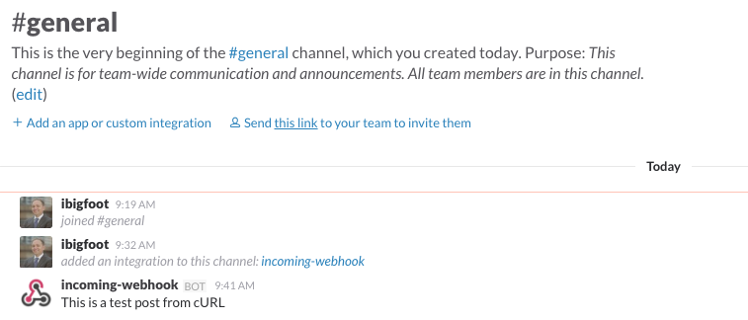 #general
This is the very beginning of the #general channel, which you created today. Purpose: This
channel is for team-wide communication and announcements. All team members are in this channel.
(edit)
+ Add an app or custom integration Send this link to your team to invite them
Today
ibigfoot 9:19 AM
joined #general
ibigfoot 9:32 AM
added an integration to this channel: incoming-webhook
incoming-webhook BOT 9:41 AM
This is a test post from cURL